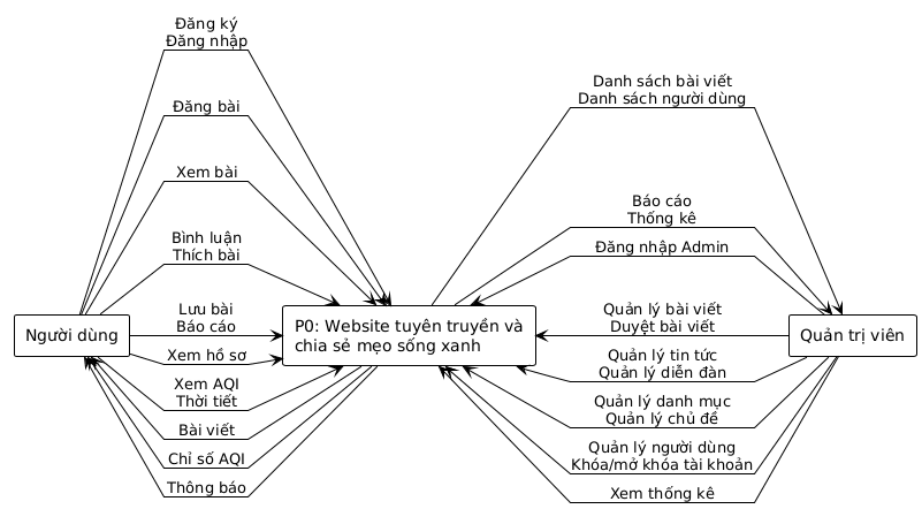 Đăng ký
Đăng nhập
Đăng bài
Xem bài
Bình luận
Thích bài
Lưu bài
Báo cáo
Người dùng
Xem hồ sơ
Xem AQI
Thời tiết
Bài viết
Chỉ số AQI
Thông báo
P0: Website tuyên truyền và
chia sẻ mẹo sống xanh
Danh sách bài viết
Danh sách người dùng
Báo cáo
Thống kê
Đăng nhập Admin
Quản lý bài viết
Duyệt bài viết
Quản trị viên
Quản lý tin tức
Quản lý diễn đàn
Quản lý danh mục
Quản lý chủ đề
Quản lý người dùng
Khóa/mở khóa tài khoản
Xem thống kê